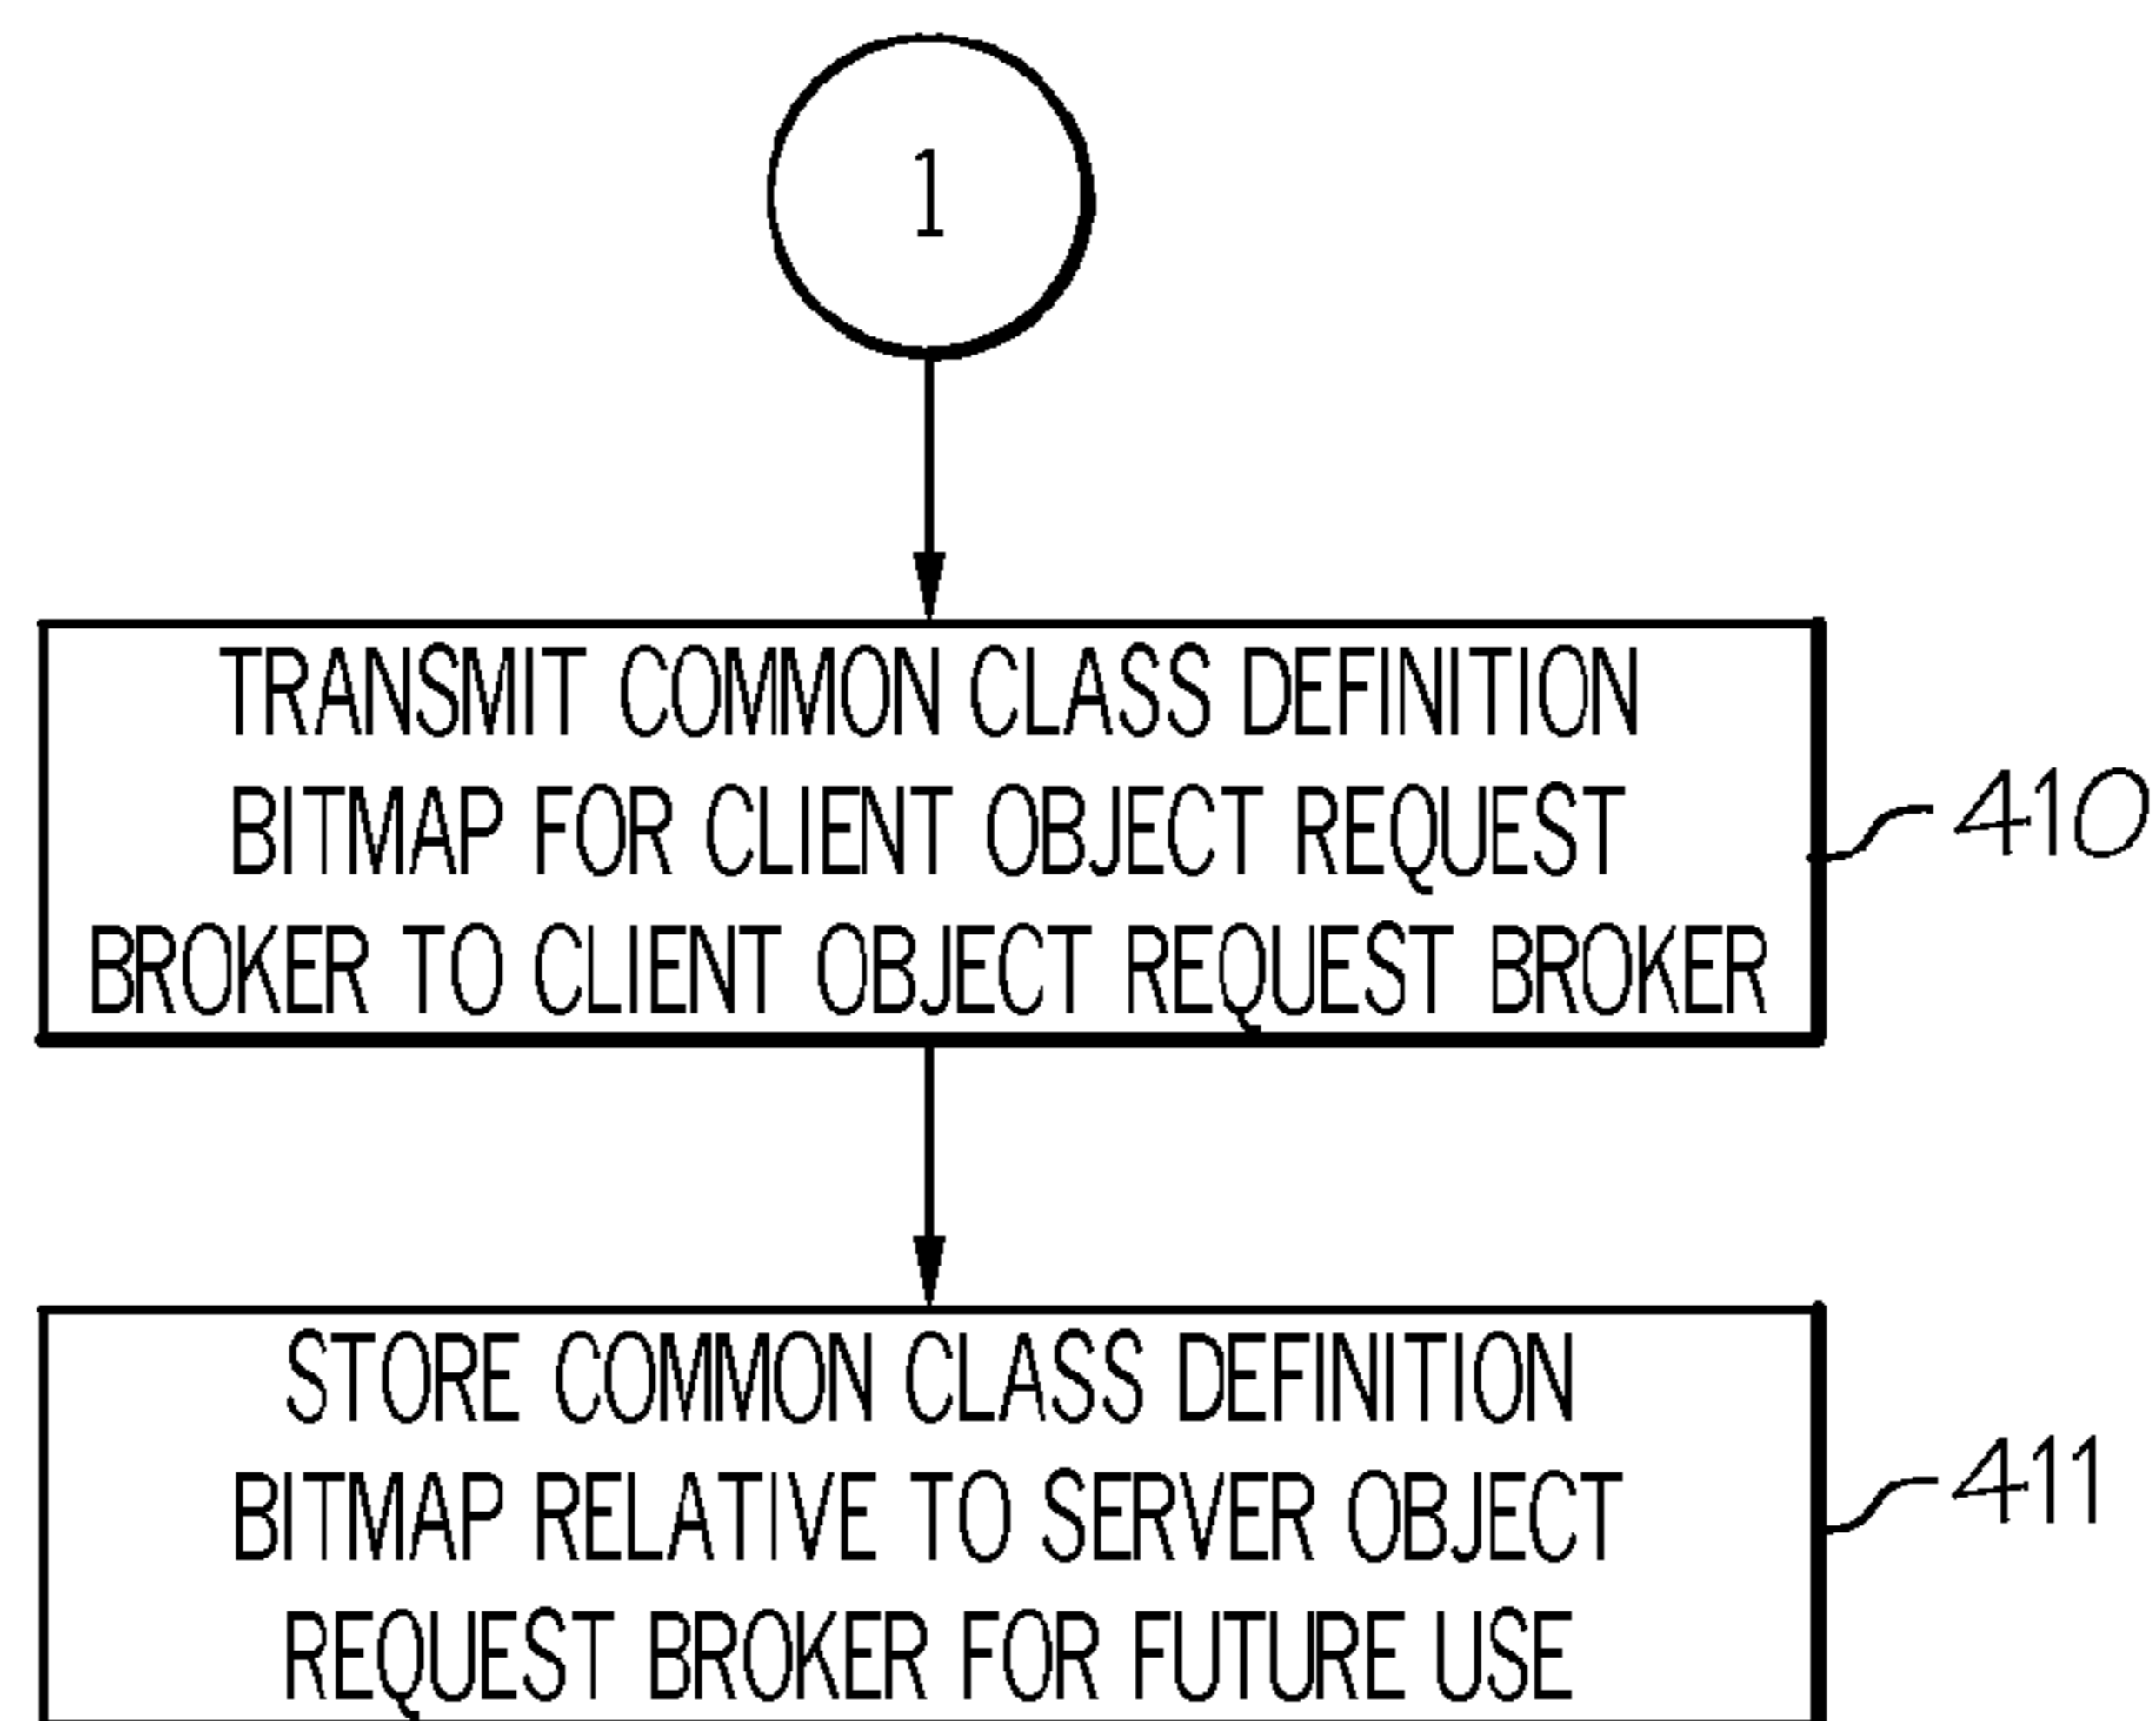 1
TRANSMIT COMMON CLASS DEFINITION
BITMAP FOR CLIENT OBJECT REQUEST
BROKER TO CLIENT OBJECT REQUEST BROKER
410
STORE COMMON CLASS DEFINITION
BITMAP RELATIVE TO SERVER OBJECT
REQUEST BROKER FOR FUTURE USE
411